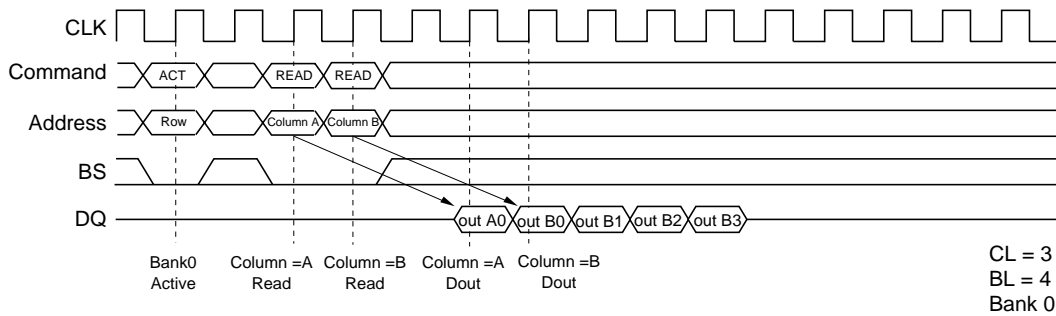 CLK
Command ACT READ READ
Address Row Column A Column B
BS
DQ out A0 out B0 out B1 out B2 out B3
Bank0 Column =A Column =B Column =A Column =B
Active Read Read Dout Dout
CL = 3
BL = 4
Bank 0